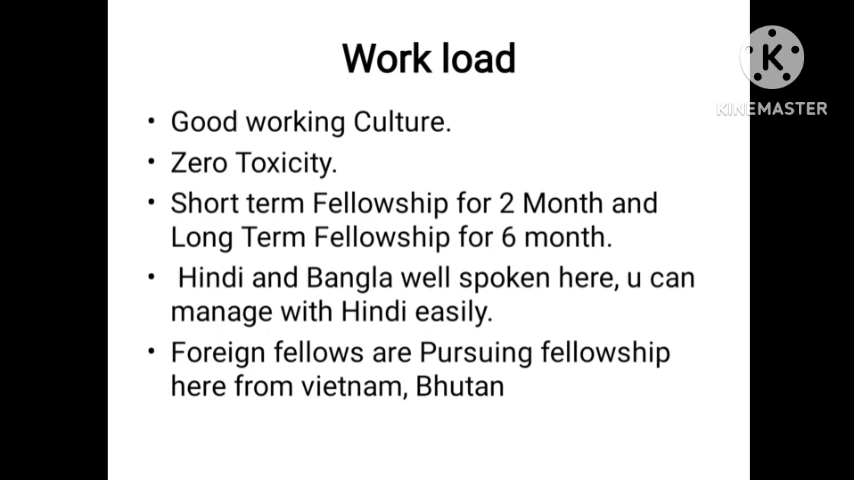 Work load
K
KINEMASTER
• Good working Culture.
• Zero Toxicity.
• Short term Fellowship for 2 Month and
Long Term Fellowship for 6 month.
• Hindi and Bangla well spoken here, u can
manage with Hindi easily.
• Foreign fellows are Pursuing fellowship
here from vietnam, Bhutan